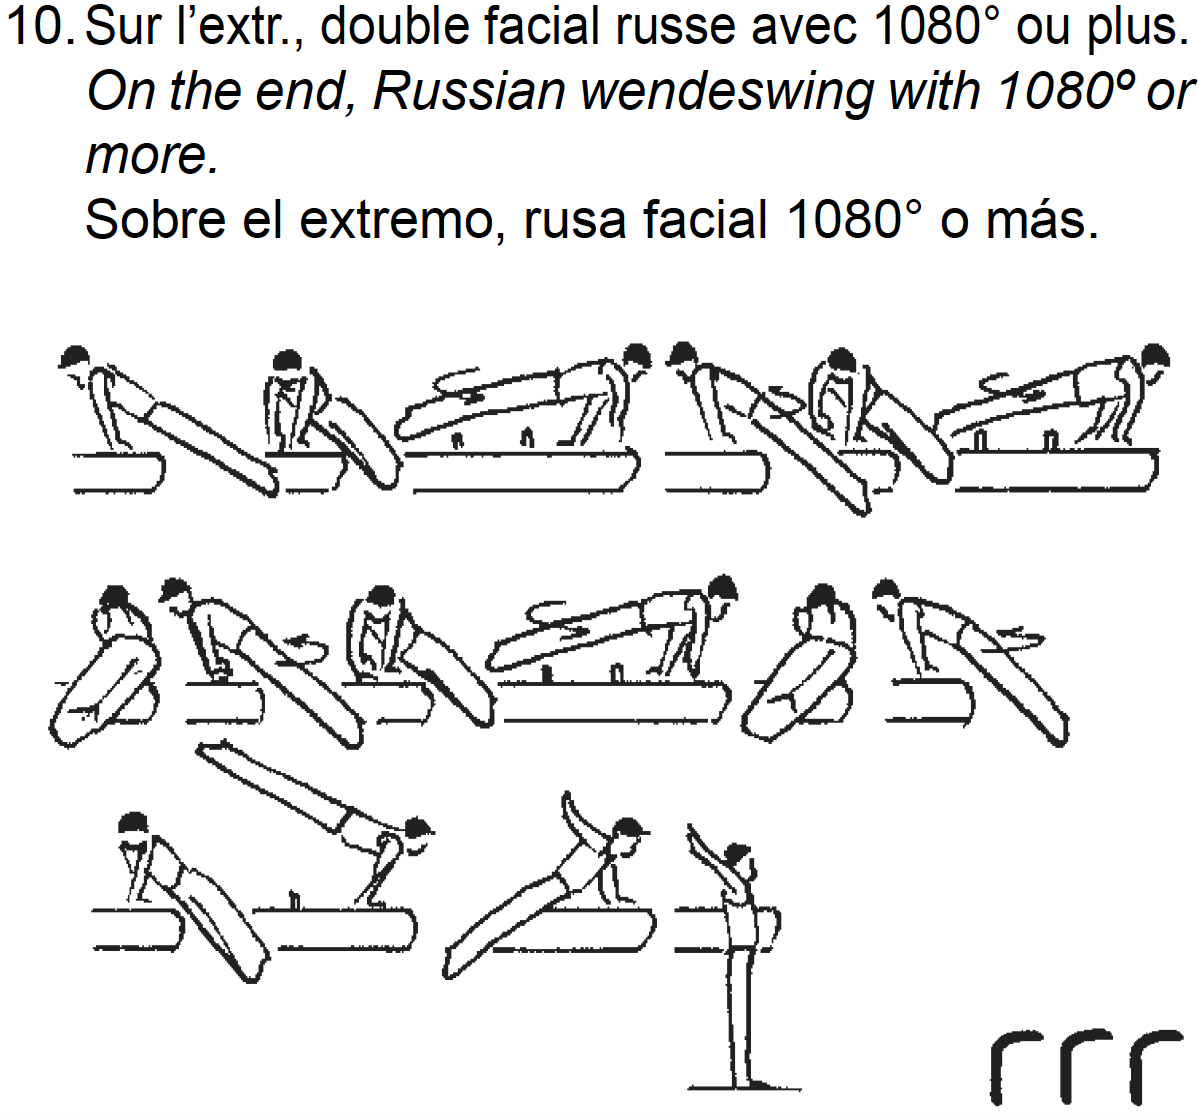 10. Sur l’extr., double facial russe avec 1080° ou plus.
On the end, Russian wendeswing with 1080º or
more.
Sobre el extremo, rusa facial 1080° o más.